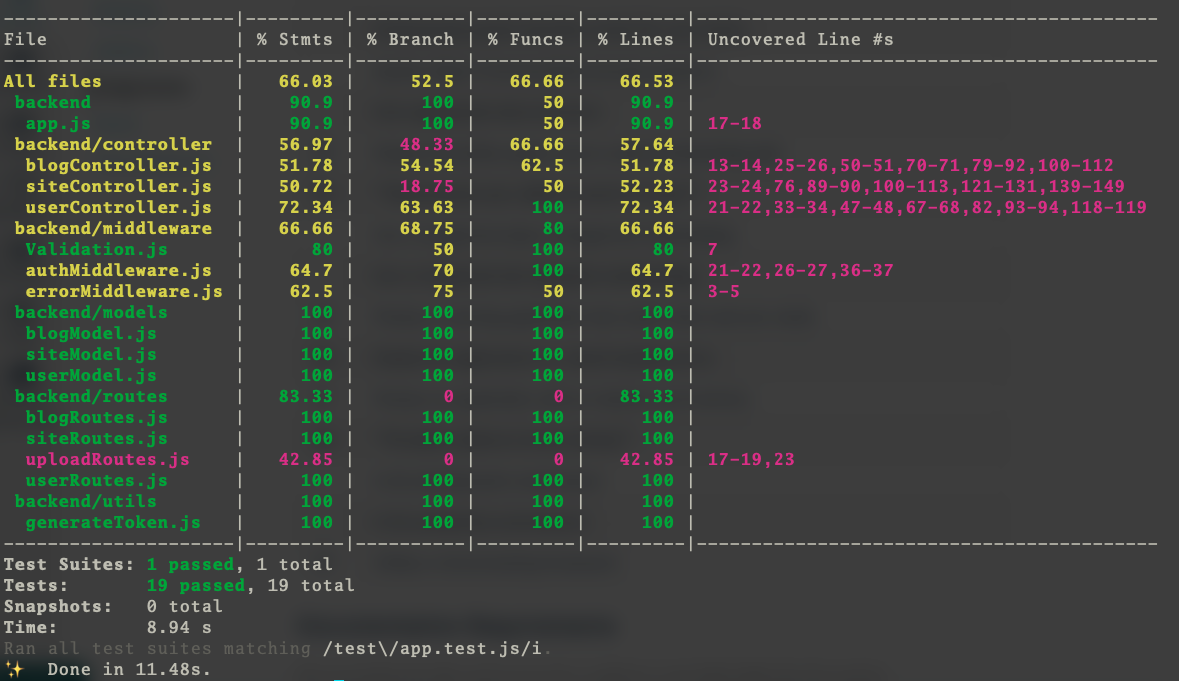 ---------------------|---------|----------|---------|---------|------------------------------------------
File                 | % Stmts | % Branch | % Funcs | % Lines | Uncovered Line #s
---------------------|---------|----------|---------|---------|------------------------------------------
All files            |   66.03 |     52.5 |   66.66 |   66.53 |
 backend             |    90.9 |      100 |      50 |    90.9 |
  app.js             |    90.9 |      100 |      50 |    90.9 | 17-18
 backend/controller  |   56.97 |    48.33 |   66.66 |   57.64 |
  blogController.js  |   51.78 |    54.54 |    62.5 |   51.78 | 13-14,25-26,50-51,70-71,79-92,100-112
  siteController.js  |   50.72 |    18.75 |      50 |   52.23 | 23-24,76,89-90,100-113,121-131,139-149
  userController.js  |   72.34 |    63.63 |     100 |   72.34 | 21-22,33-34,47-48,67-68,82,93-94,118-119
 backend/middleware  |   66.66 |    68.75 |      80 |   66.66 |
  Validation.js      |      80 |       50 |     100 |      80 | 7
  authMiddleware.js  |    64.7 |       70 |     100 |    64.7 | 21-22,26-27,36-37
  errorMiddleware.js |    62.5 |       75 |      50 |    62.5 | 3-5
 backend/models      |     100 |      100 |     100 |     100 |
  blogModel.js       |     100 |      100 |     100 |     100 |
  siteModel.js       |     100 |      100 |     100 |     100 |
  userModel.js       |     100 |      100 |     100 |     100 |
 backend/routes      |   83.33 |        0 |       0 |   83.33 |
  blogRoutes.js      |     100 |      100 |     100 |     100 |
  siteRoutes.js      |     100 |      100 |     100 |     100 |
  uploadRoutes.js    |   42.85 |        0 |       0 |   42.85 | 17-19,23
  userRoutes.js      |     100 |      100 |     100 |     100 |
 backend/utils       |     100 |      100 |     100 |     100 |
  generateToken.js   |     100 |      100 |     100 |     100 |
---------------------|---------|----------|---------|---------|------------------------------------------
Test Suites: 1 passed, 1 total
Tests:       19 passed, 19 total
Snapshots:   0 total
Time:        8.94 s
Ran all test suites matching /test\/app.test.js/i.
✨  Done in 11.48s.